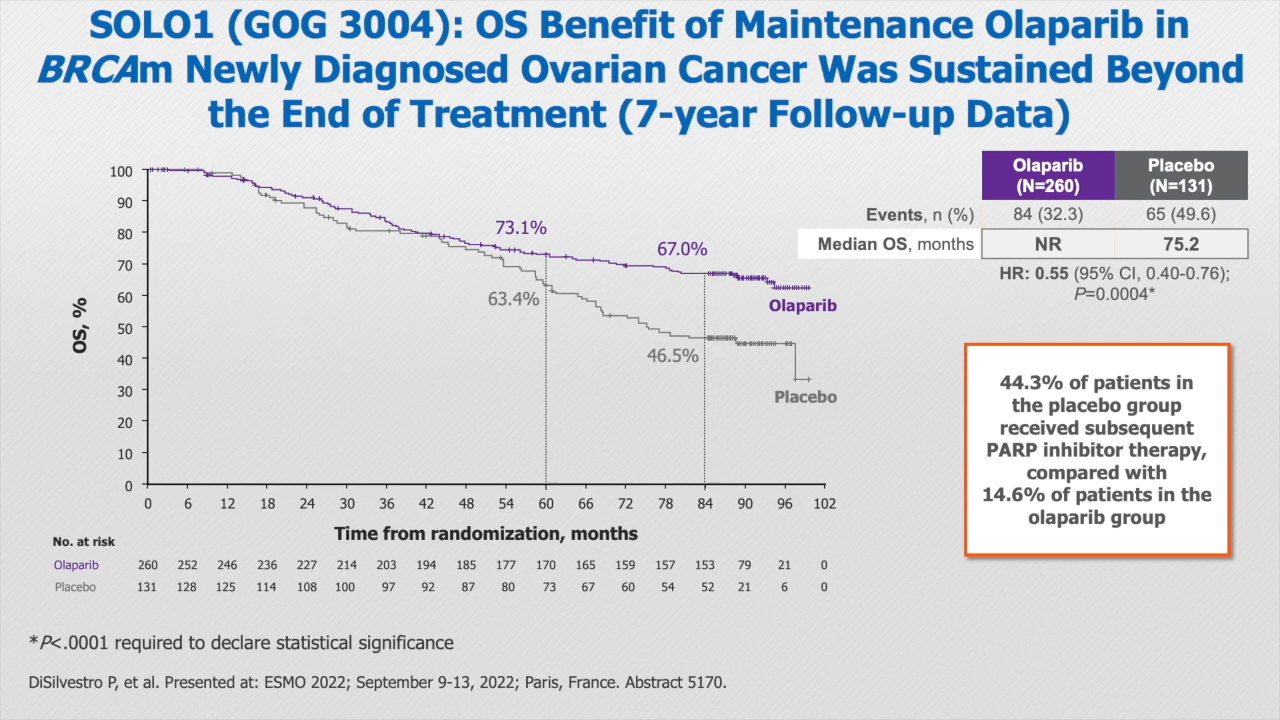 SOLO1 (GOG 3004): OS Benefit of Maintenance Olaparib in
BRCAm Newly Diagnosed Ovarian Cancer Was Sustained Beyond
the End of Treatment (7-year Follow-up Data)
Olaparib
(N=260)
Placebo
(N=131)
Events, n (%) 84 (32.3) 65 (49.6)
Median OS, months NR 75.2
HR: 0.55 (95% CI, 0.40-0.76);
P=0.0004*
OS, %
100
90
80
70
60
50
40
30
20
10
0
73.1%
67.0%
63.4%
46.5%
Olaparib
Placebo
0 6 12 18 24 30 36 42 48 54 60 66 72 78 84 90 96 102
Time from randomization, months
No. at risk
Olaparib 260 252 246 236 227 214 203 194 185 177 170 165 159 157 153 79 21 0
Placebo 131 128 125 114 108 100 97 92 87 80 73 67 60 54 52 21 6 0
44.3% of patients in
the placebo group
received subsequent
PARP inhibitor therapy,
compared with
14.6% of patients in the
olaparib group
*P<.0001 required to declare statistical significance
DiSilvestro P, et al. Presented at: ESMO 2022; September 9-13, 2022; Paris, France. Abstract 5170.